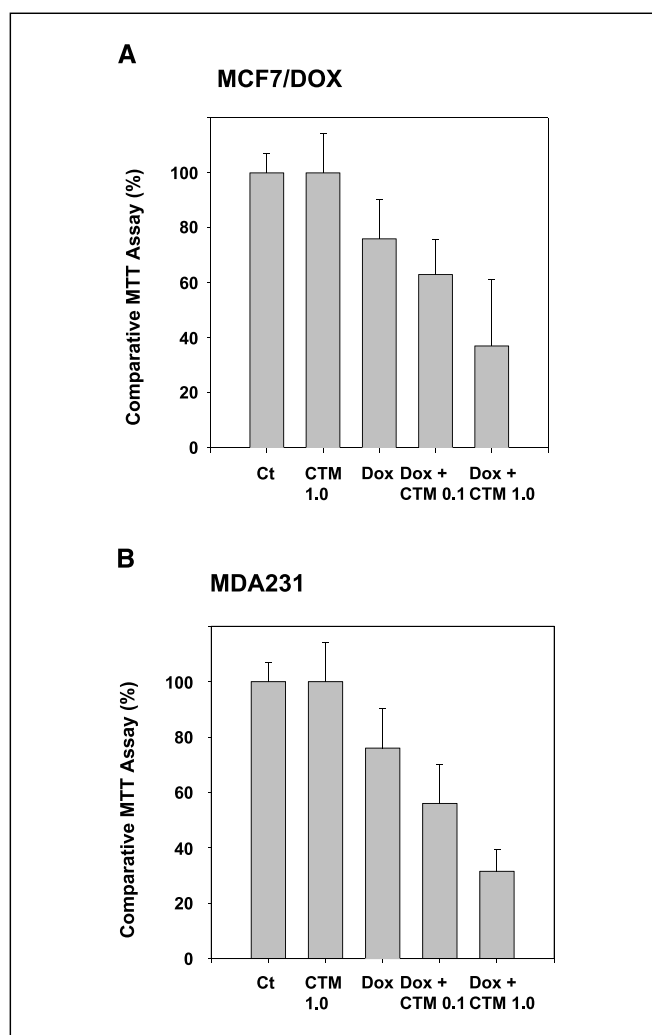 A
MCF7/DOX
Comparative MTT Assay (%)
100
80
60
40
20
0
Ct CTM Dox Dox + Dox +
1.0 CTM 0.1 CTM 1.0
B
MDA231
Comparative MTT Assay (%)
100
80
60
40
20
0
Ct CTM Dox Dox + Dox +
1.0 CTM 0.1 CTM 1.0